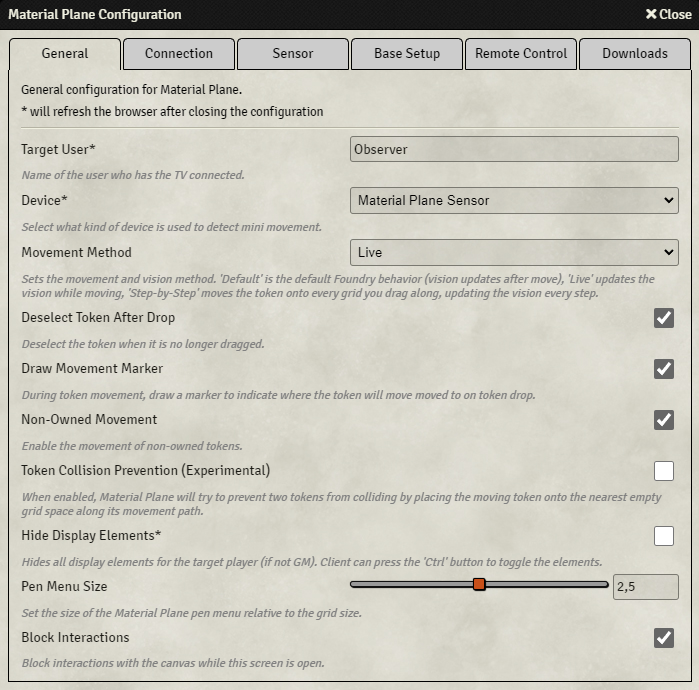 Material Plane Configuration
Close
General
Connection
Sensor
Base Setup
Remote Control
Downloads
General configuration for Material Plane.
* will refresh the browser after closing the configuration
Target User*
Observer
Name of the user who has the TV connected.
Device*
Material Plane Sensor
Select what kind of device is used to detect mini movement.
Movement Method
Live
Sets the movement and vision method. 'Default' is the default Foundry behavior (vision updates after move), 'Live' updates the
vision while moving, 'Step-by-Step' moves the token onto every grid you drag along, updating the vision every step.
Deselect Token After Drop
Deselect the token when it is no longer dragged.
Draw Movement Marker
During token movement, draw a marker to indicate where the token will move moved to on token drop.
Non-Owned Movement
Enable the movement of non-owned tokens.
Token Collision Prevention (Experimental)
When enabled, Material Plane will try to prevent two tokens from colliding by placing the moving token onto the nearest empty
grid space along its movement path.
Hide Display Elements*
Hides all display elements for the target player (if not GM). Client can press the 'Ctrl' button to toggle the elements.
Pen Menu Size
2,5
Set the size of the Material Plane pen menu relative to the grid size.
Block Interactions
Block interactions with the canvas while this screen is open.